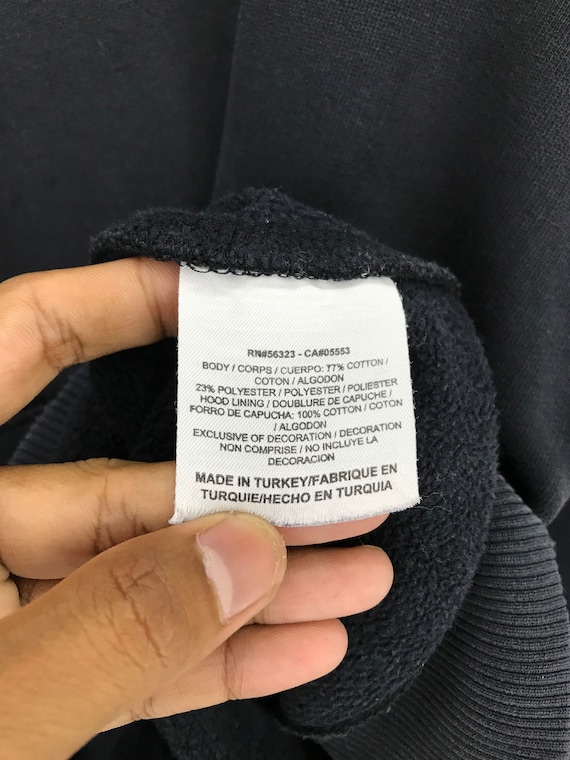 RN#56323 - CA#05553
BODY / CORPS / CUERPO: 77% COTTON /
COTON / ALGODON
23% POLYESTER / POLYESTER / POLIESTER
HOOD LINING / DOUBLURE DE CAPUCHE /
FORRO DE CAPUCHA: 100% COTTON / COTON
/ ALGODON
EXCLUSIVE OF DECORATION / DECORATION
NON COMPRISE / NO INCLUYE LA
DECORACION
MADE IN TURKEY/FABRIQUE EN
TURQUIE/HECHO EN TURQUIA